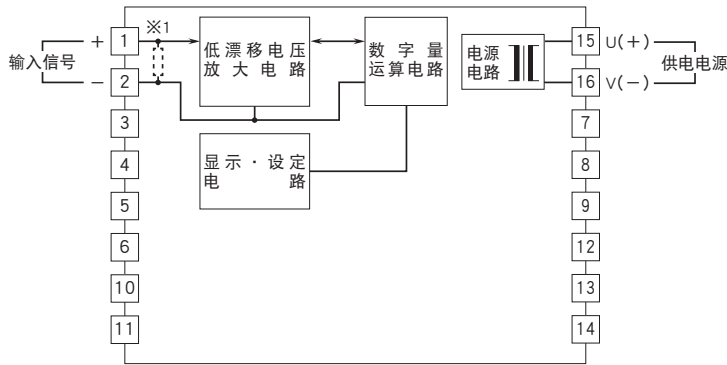 ※1
+ 1
输入信号
− 2
3
4
5
6
10
11
低漂移电压
放大电路
数字量
运算电路
显示·设定
电路
电源
电路
15 U(+)
供电电源
16 V(−)
7
8
9
12
13
14